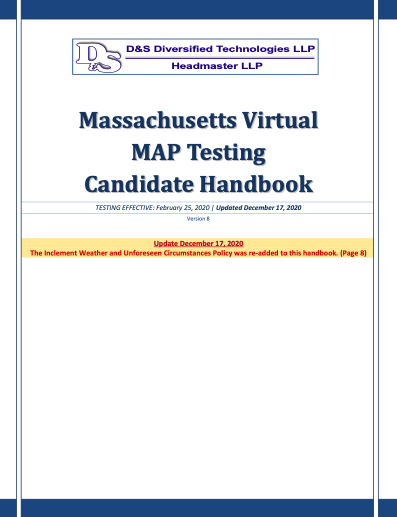 D&S
D&S Diversified Technologies LLP
Headmaster LLP
Massachusetts Virtual
MAP Testing
Candidate Handbook
TESTING EFFECTIVE: February 25, 2020 | Updated December 17, 2020
Version 8
Update December 17, 2020
The Inclement Weather and Unforeseen Circumstances Policy was re-added to this handbook. (Page 8)